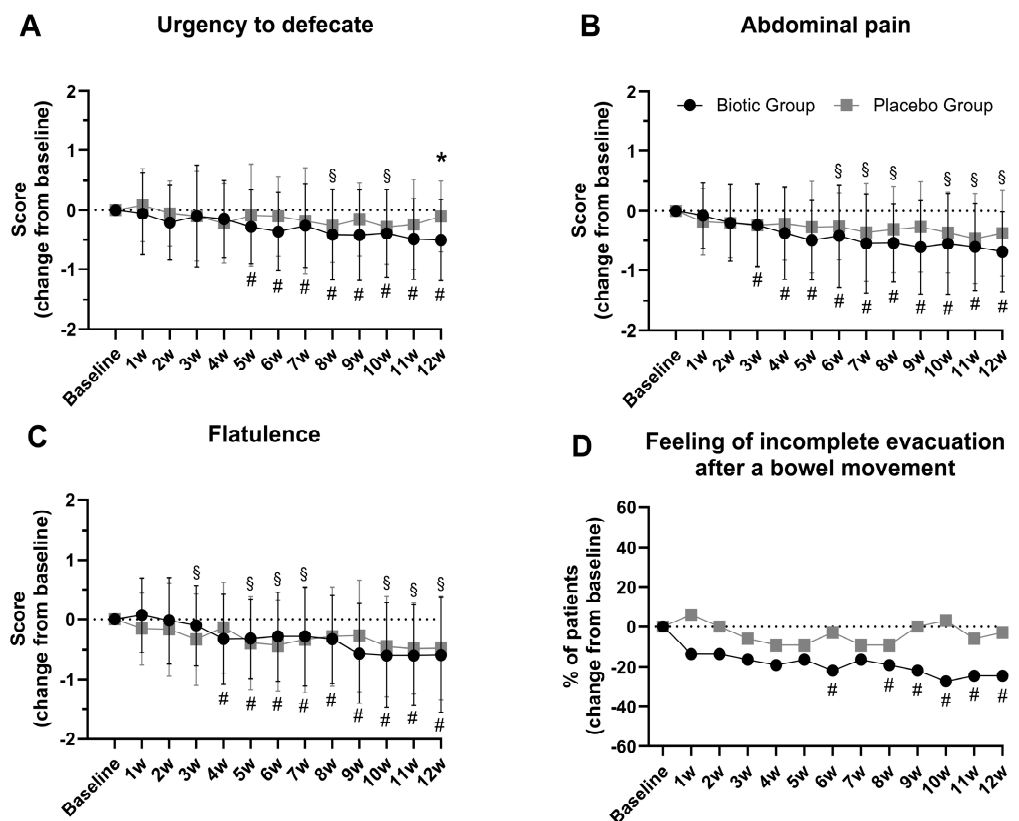 A
Urgency to defecate
Score
(change from baseline)
2
1
0
-1
-2
§ § *
# # # # # # # #
Baseline 1w 2w 3w 4w 5w 6w 7w 8w 9w 10w 11w 12w
B
Abdominal pain
Biotic Group Placebo Group
Score
(change from baseline)
2
1
0
-1
-2
§ § § § § §
# # # # # # # # # #
Baseline 1w 2w 3w 4w 5w 6w 7w 8w 9w 10w 11w 12w
C
Flatulence
Score
(change from baseline)
2
1
0
-1
-2
§ § § § § § §
# # # # # # # # #
Baseline 1w 2w 3w 4w 5w 6w 7w 8w 9w 10w 11w 12w
D
Feeling of incomplete evacuation
after a bowel movement
% of patients
(change from baseline)
60
40
20
0
-20
-40
-60
# # # # # #
Baseline 1w 2w 3w 4w 5w 6w 7w 8w 9w 10w 11w 12w